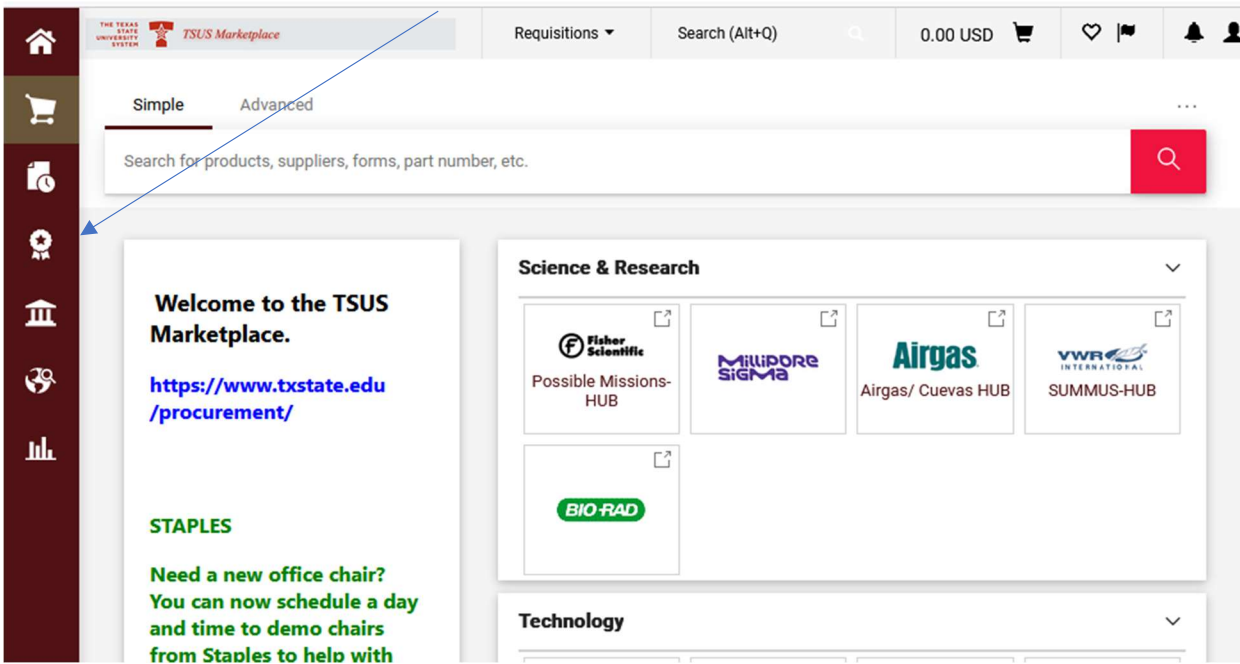 THE TEXAS
STATE
UNIVERSITY
SYSTEM
TSUS Marketplace
Requisitions
Search (Alt+Q)
0.00 USD
Simple
Advanced
...
Search for products, suppliers, forms, part number, etc.
Welcome to the TSUS
Marketplace.
https://www.txstate.edu
/procurement/
STAPLES
Need a new office chair?
You can now schedule a day
and time to demo chairs
from Staples to help with
Science & Research
Fisher
Scientific
Possible Missions-
HUB
MilliporE
SiGMa
Airgas
Airgas/ Cuevas HUB
VWR
INTERNATIONAL
SUMMUS-HUB
BIO-RAD
Technology